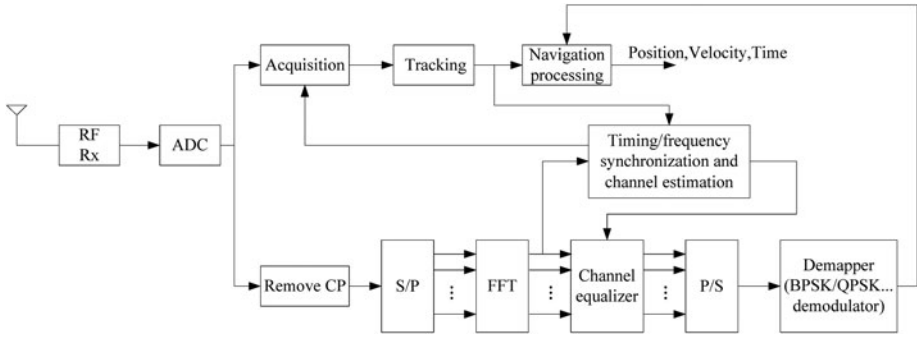 Acquisition
Tracking
Navigation
processing
Position,Velocity,Time
RF
Rx
ADC
Timing/frequency
synchronization and
channel estimation
Remove CP
S/P
FFT
Channel
equalizer
P/S
Demapper
(BPSK/QPSK...
demodulator)